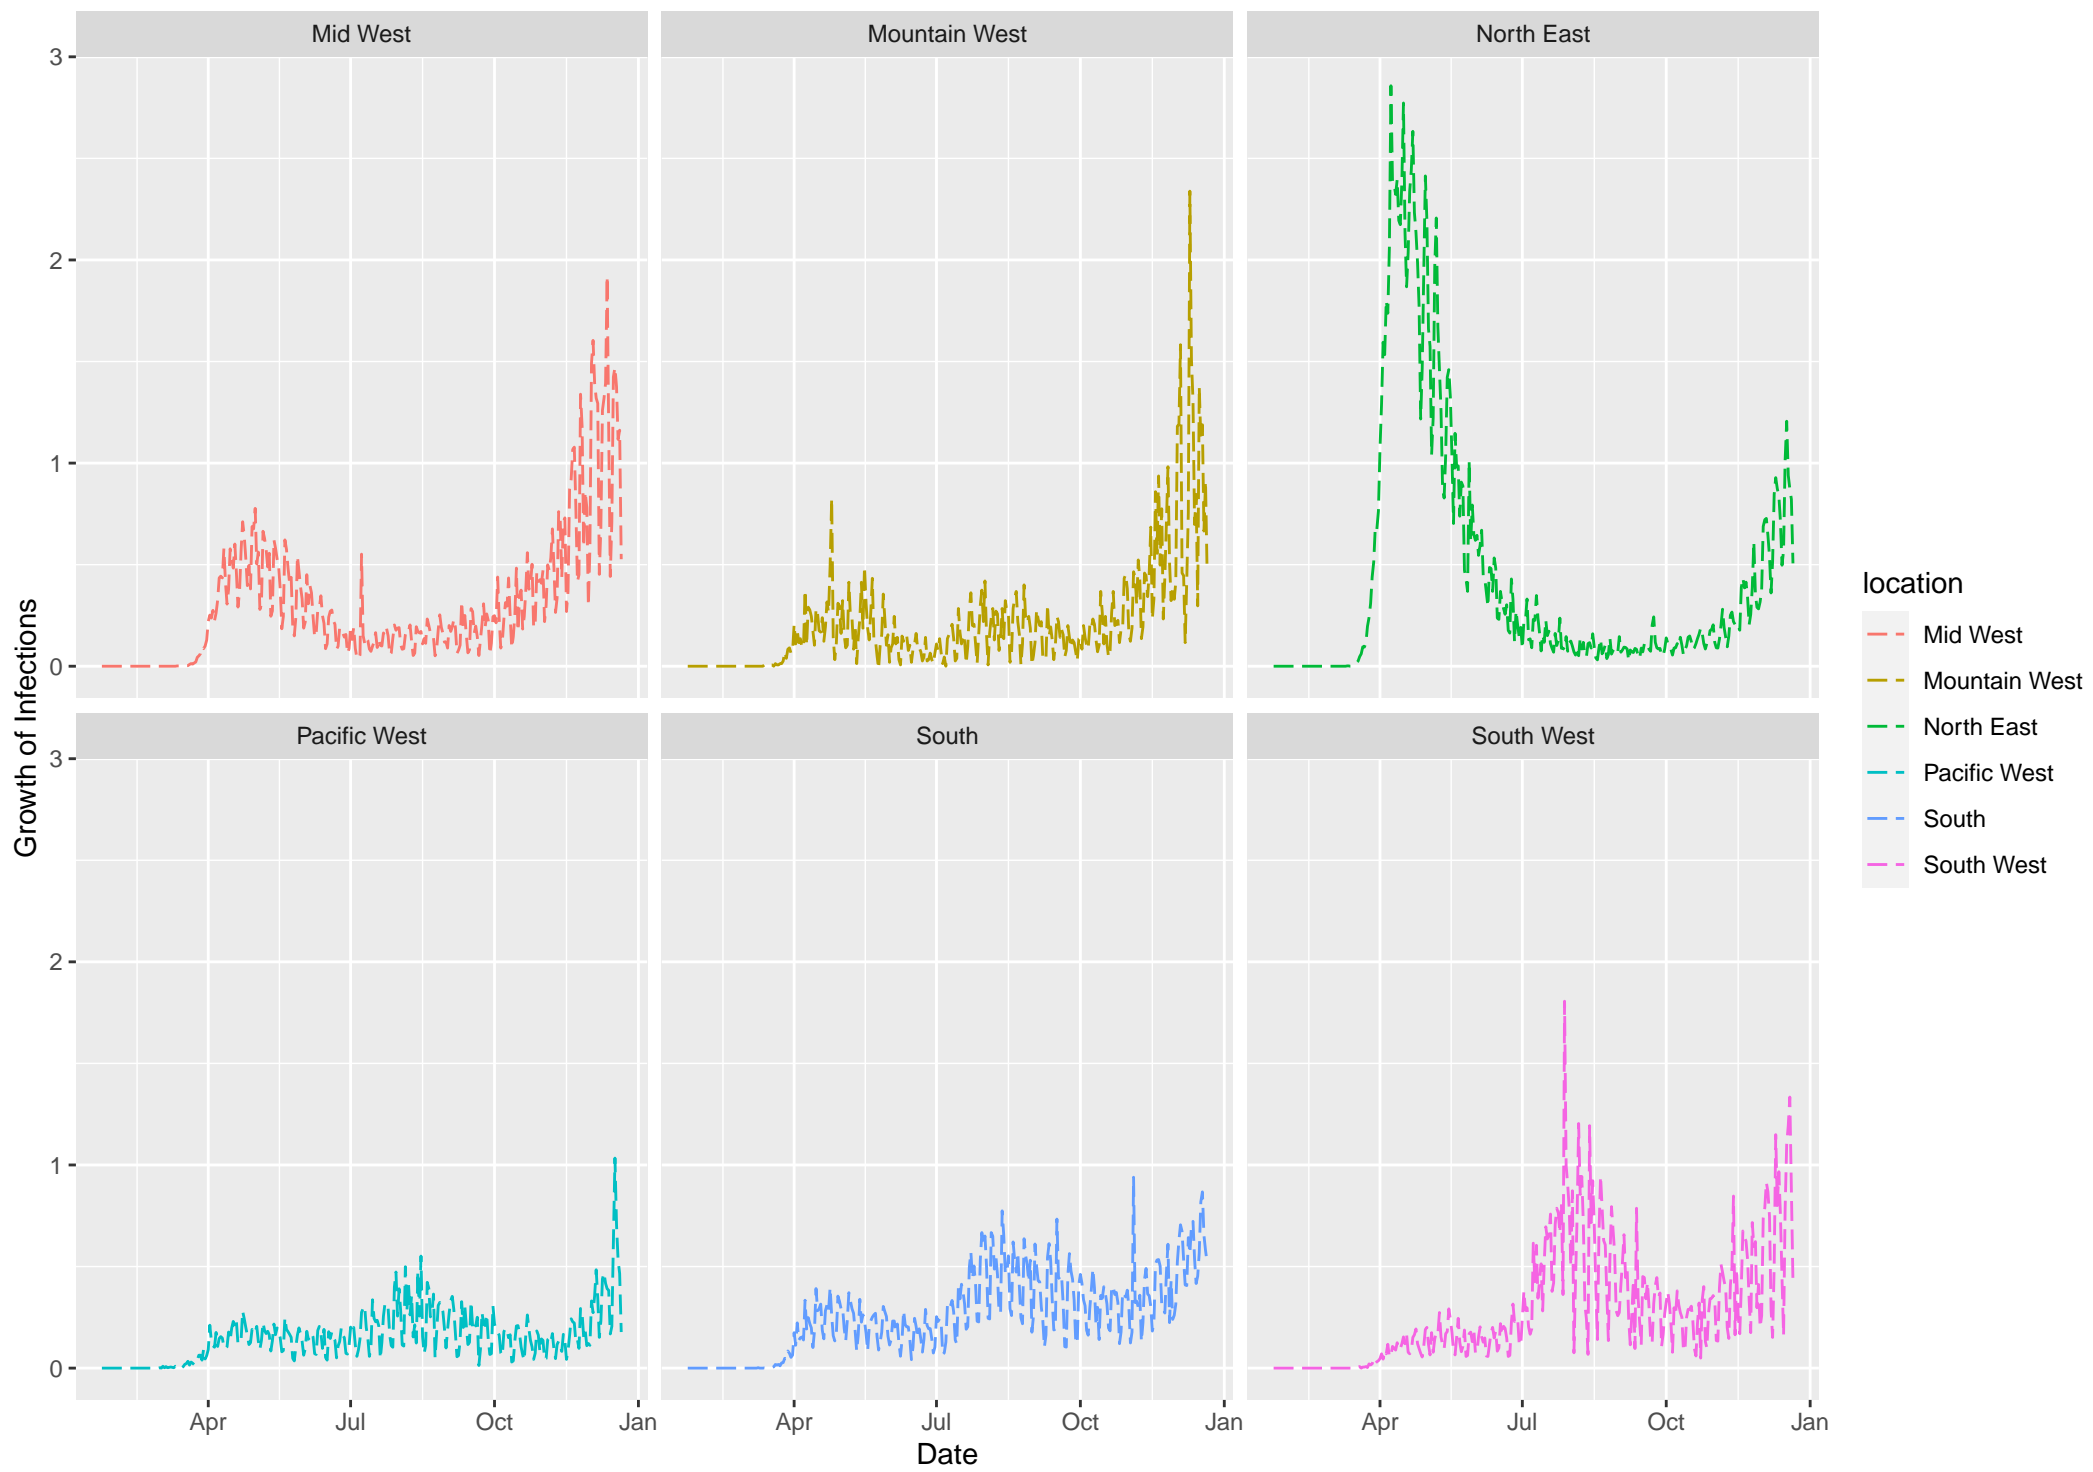 Mid West
Mountain West
North East
3
2
1
0
Pacific West
South
South West
3
2
1
0
Apr
Jul
Oct
Jan
Apr
Jul
Oct
Jan
Apr
Jul
Oct
Jan
Date
Growth of Infections
location
Mid West
Mountain West
North East
Pacific West
South
South West